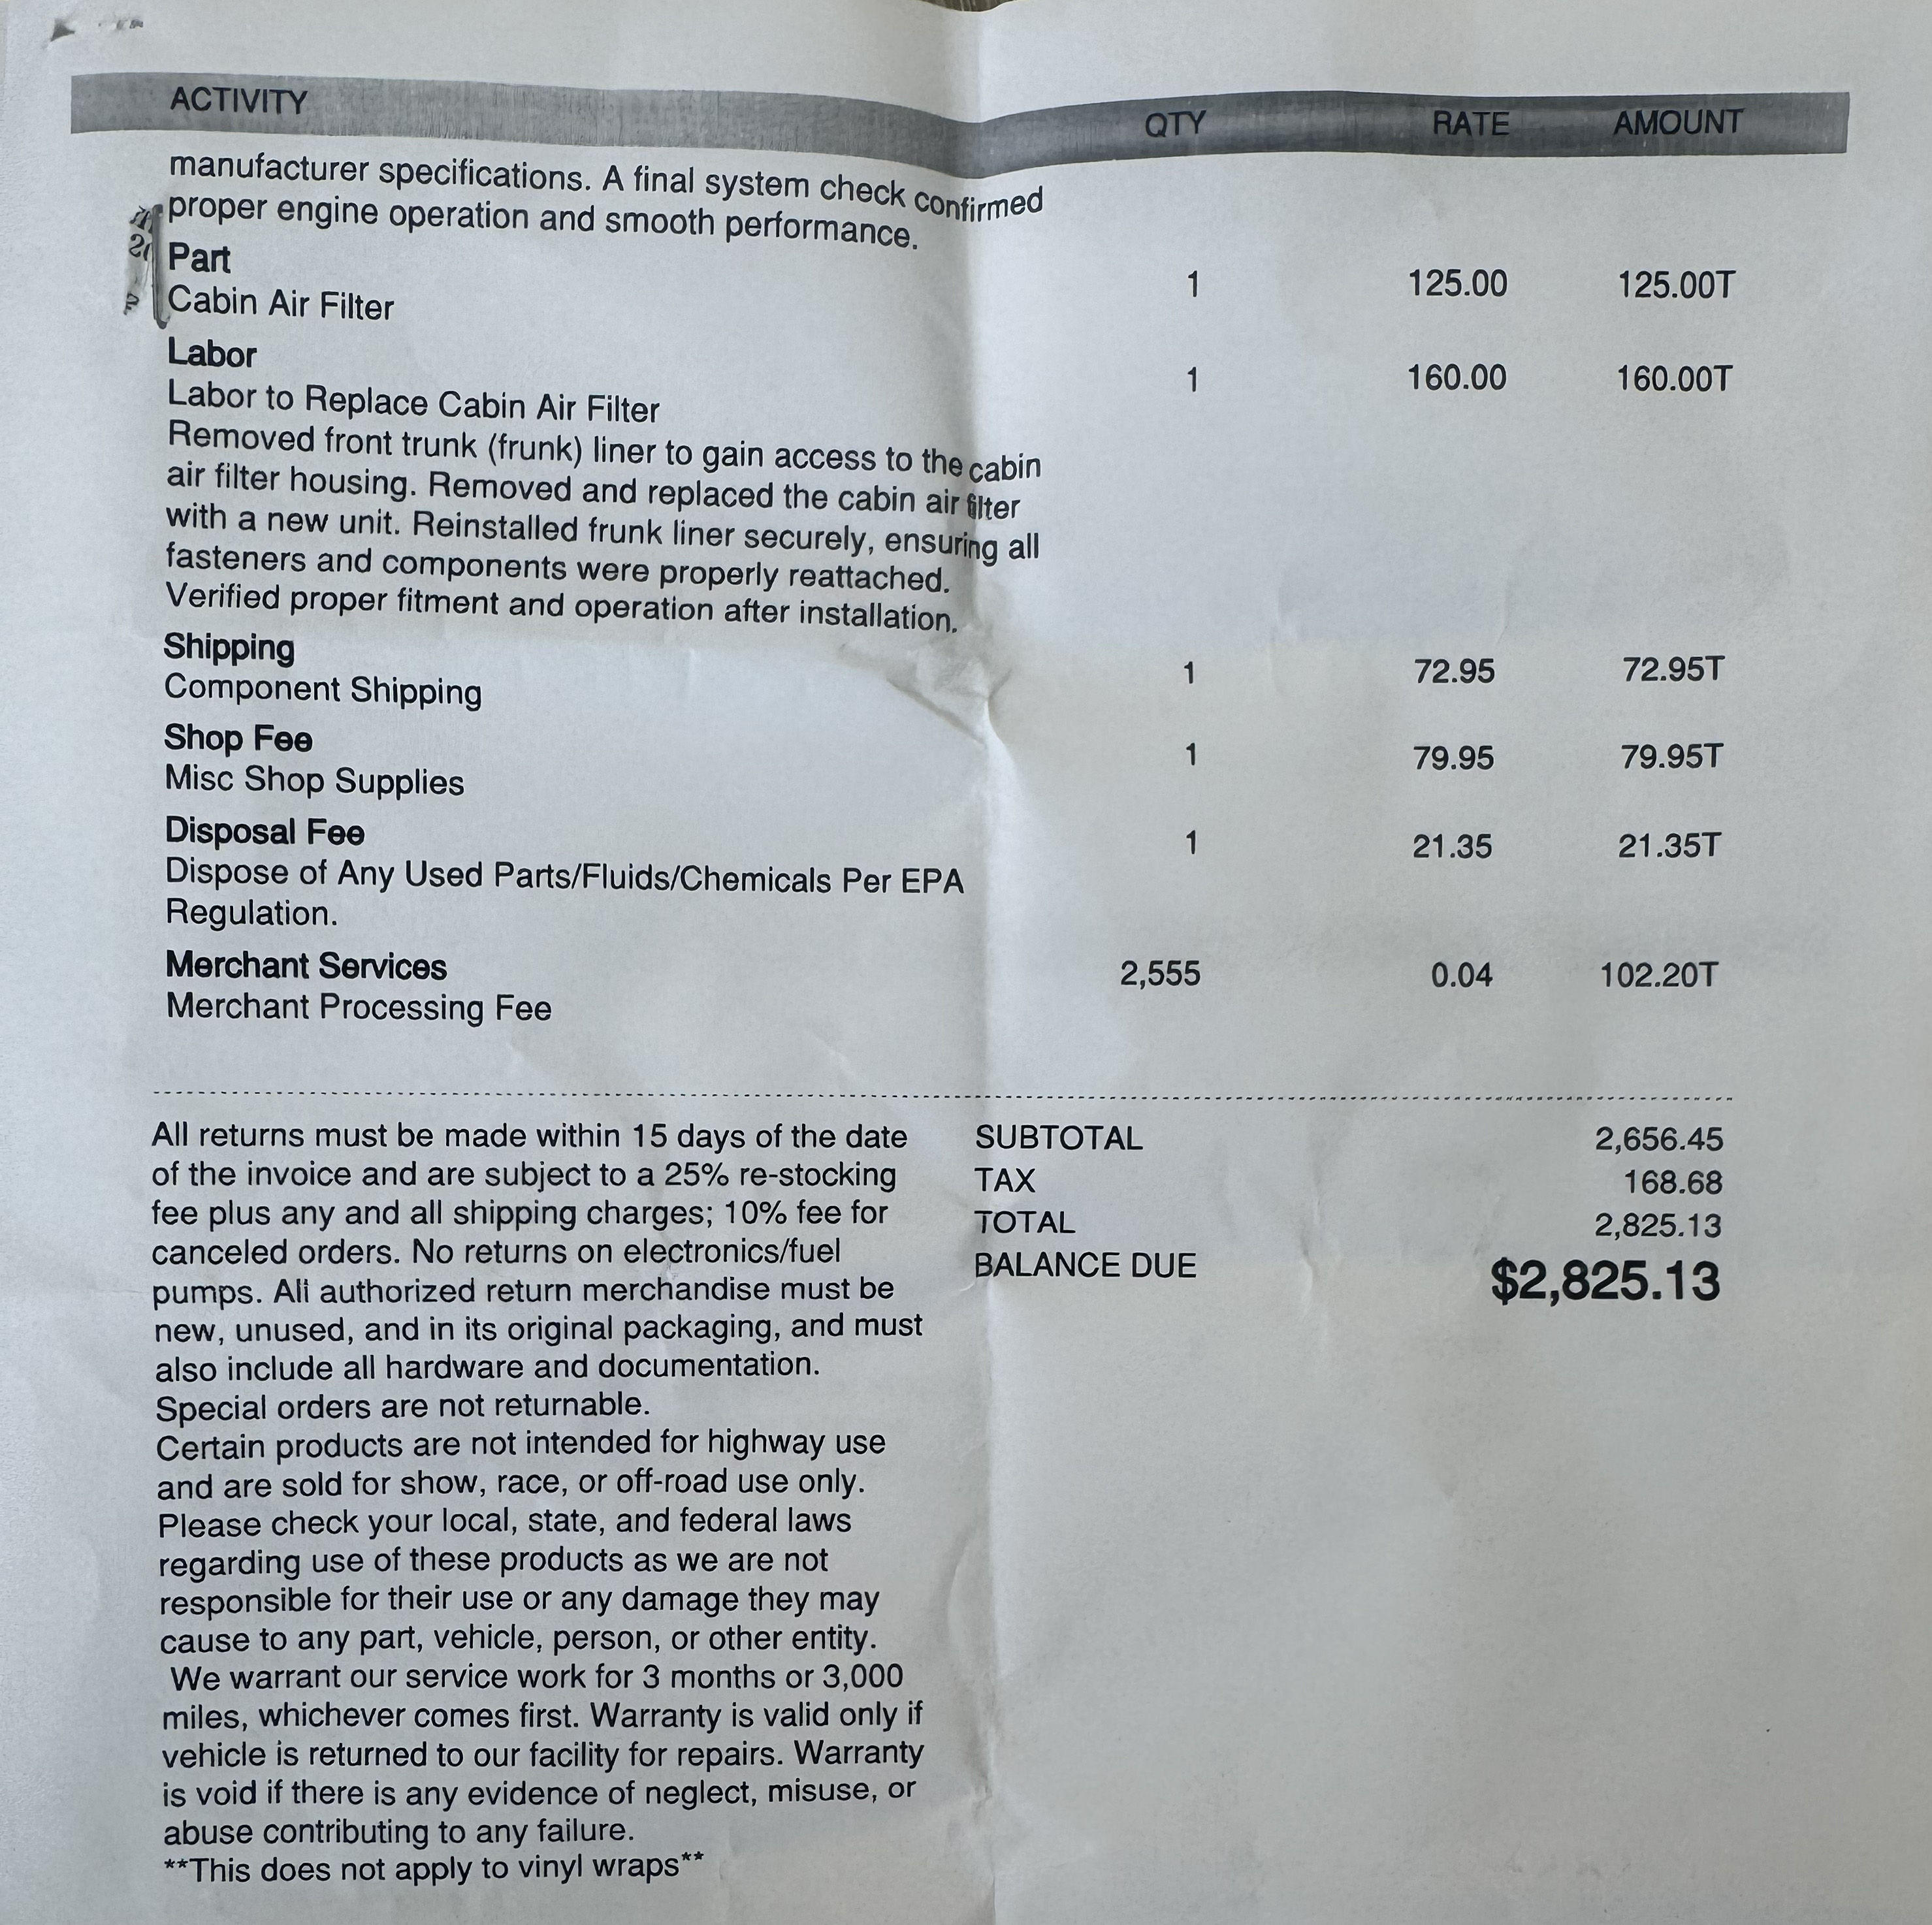 ACTIVITY QTY RATE AMOUNT
manufacturer specifications. A final system check confirmed
proper engine operation and smooth performance.
Part
Cabin Air Filter 1 125.00 125.00T
Labor
Labor to Replace Cabin Air Filter 1 160.00 160.00T
Removed front trunk (frunk) liner to gain access to the cabin
air filter housing. Removed and replaced the cabin air filter
with a new unit. Reinstalled frunk liner securely, ensuring all
fasteners and components were properly reattached.
Verified proper fitment and operation after installation.
Shipping
Component Shipping 1 72.95 72.95T
Shop Fee
Misc Shop Supplies 1 79.95 79.95T
Disposal Fee 1 21.35 21.35T
Dispose of Any Used Parts/Fluids/Chemicals Per EPA
Regulation.
Merchant Services 2,555 0.04 102.20T
Merchant Processing Fee
All returns must be made within 15 days of the date
of the invoice and are subject to a 25% re-stocking
fee plus any and all shipping charges; 10% fee for
canceled orders. No returns on electronics/fuel
pumps. All authorized return merchandise must be
new, unused, and in its original packaging, and must
also include all hardware and documentation.
Special orders are not returnable.
Certain products are not intended for highway use
and are sold for show, race, or off-road use only.
Please check your local, state, and federal laws
regarding use of these products as we are not
responsible for their use or any damage they may
cause to any part, vehicle, person, or other entity.
We warrant our service work for 3 months or 3,000
miles, whichever comes first. Warranty is valid only if
vehicle is returned to our facility for repairs. Warranty
is void if there is any evidence of neglect, misuse, or
abuse contributing to any failure.
**This does not apply to vinyl wraps**
SUBTOTAL 2,656.45
TAX 168.68
TOTAL 2,825.13
BALANCE DUE $2,825.13